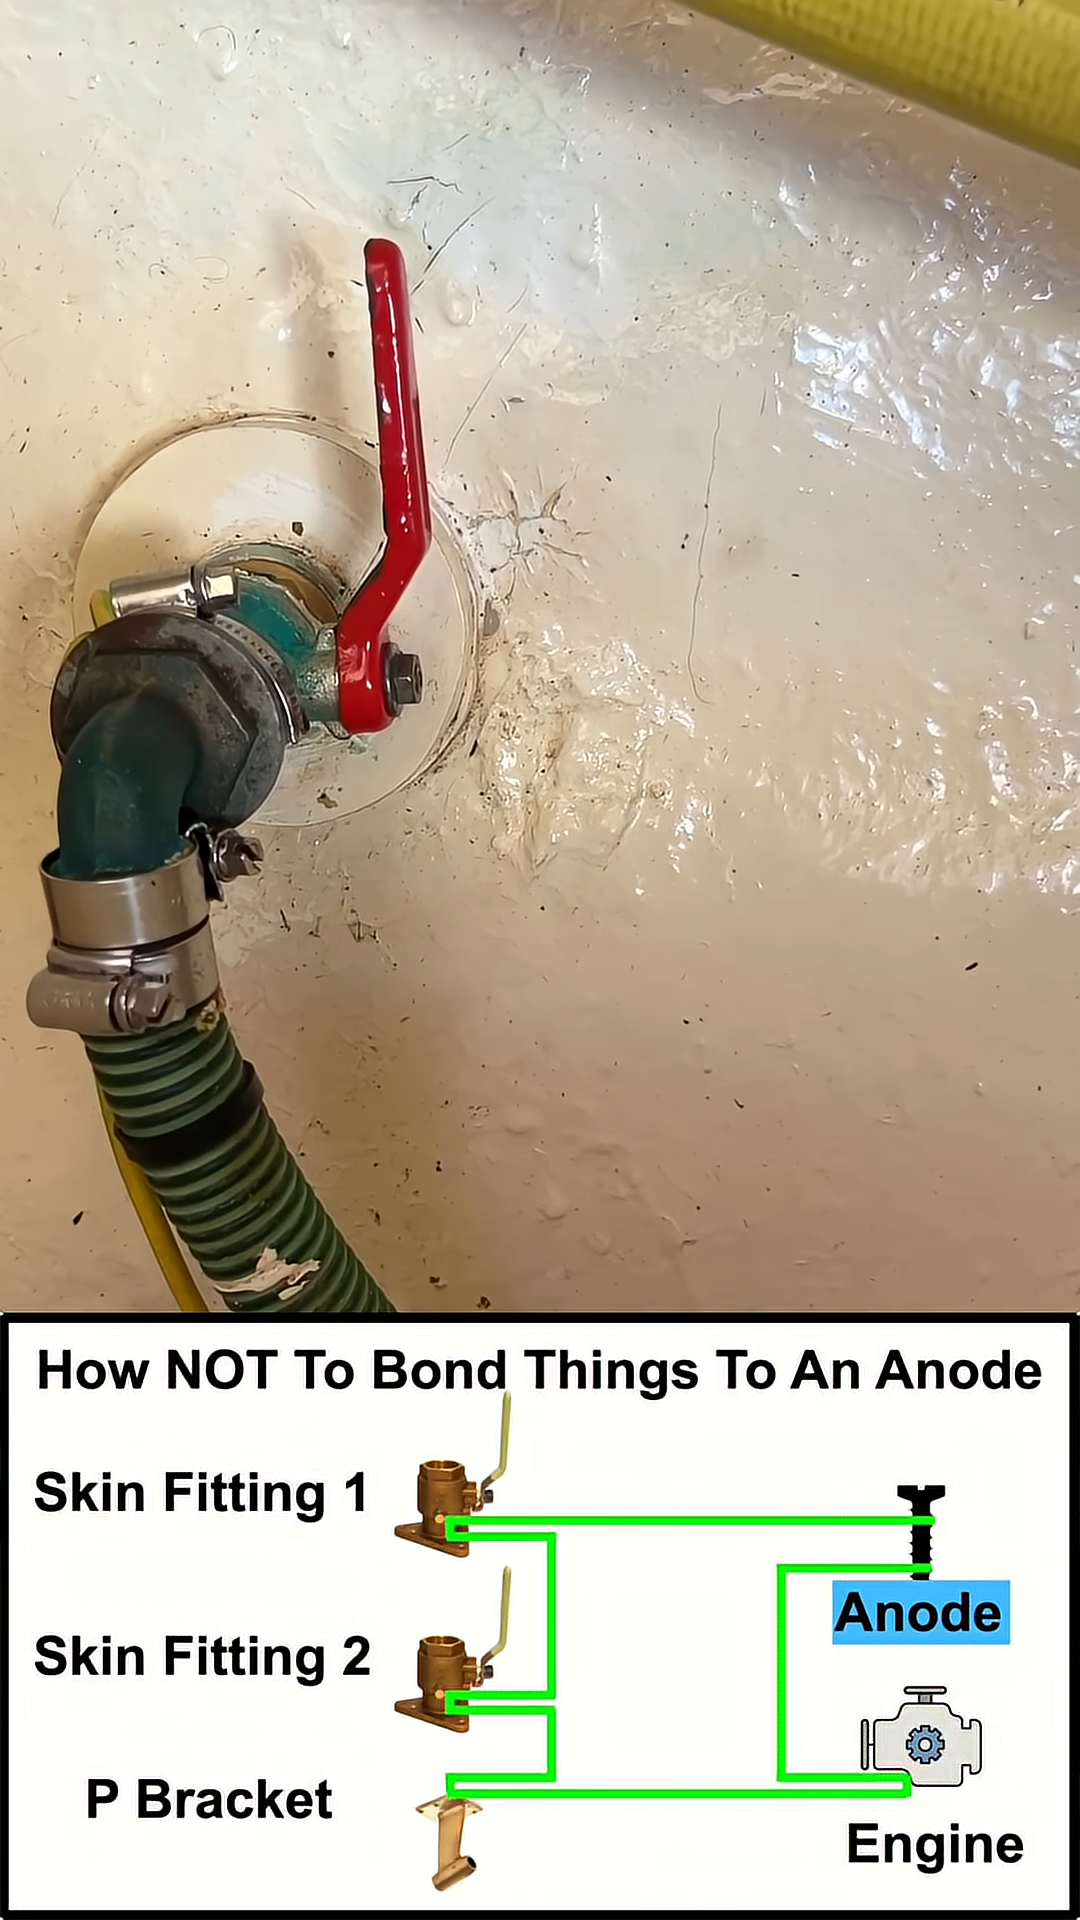 How NOT To Bond Things To An Anode
Skin Fitting 1
Anode
Skin Fitting 2
P Bracket
Engine